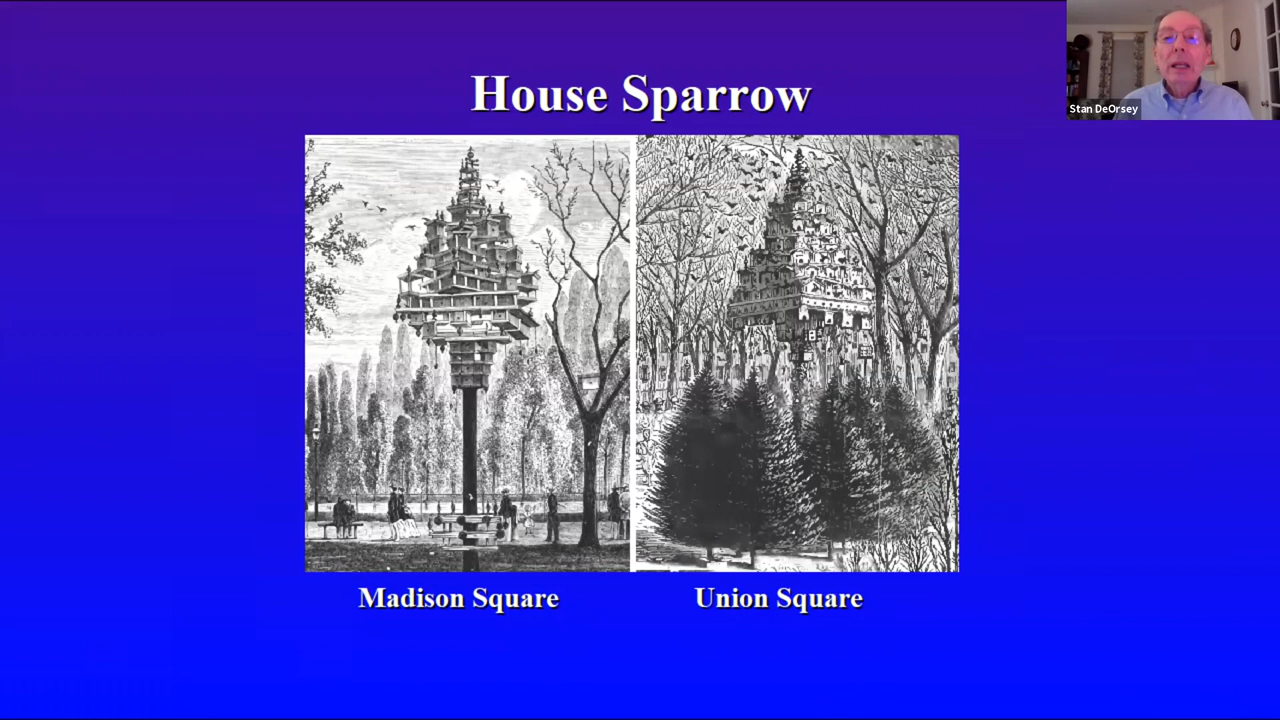 House Sparrow
Stan DeOrsey
Madison Square
Union Square